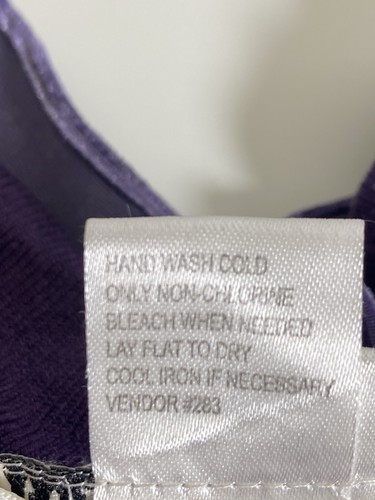 HAND WASH COLD
ONLY NON-CHLORINE
BLEACH WHEN NEEDED
LAY FLAT TO DRY
COOL IRON IF NECESSARY
VENDOR #283